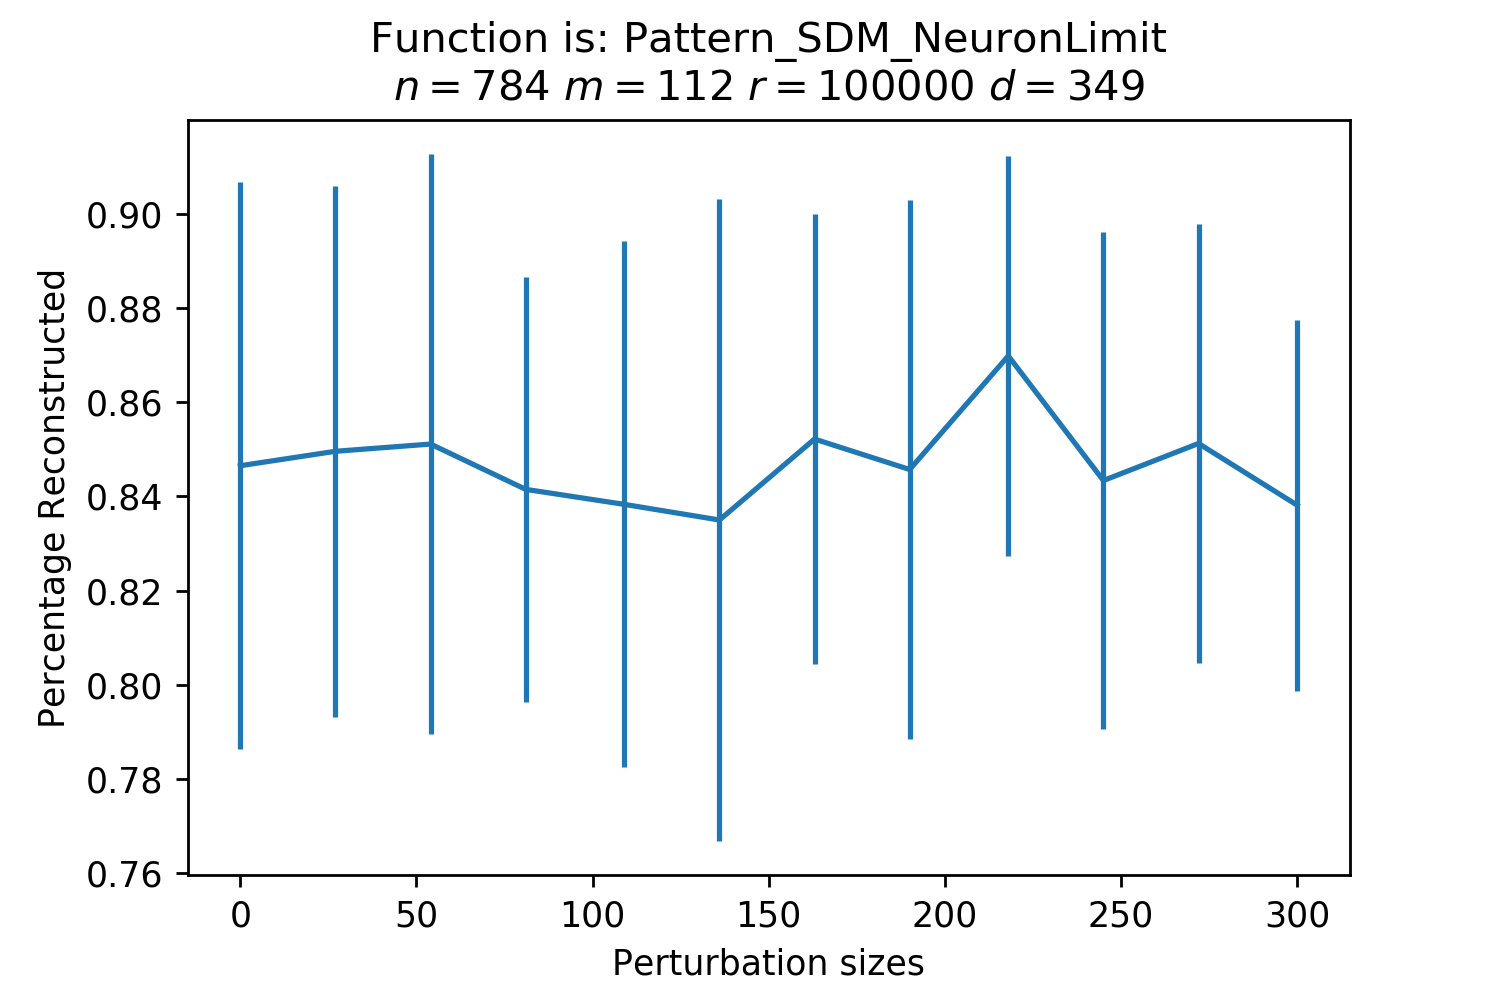 Function is: Pattern_SDM_NeuronLimit
n = 784 m = 112 r = 100000 d = 349
Percentage Reconstructed
0.90
0.88
0.86
0.84
0.82
0.80
0.78
0.76
0 50 100 150 200 250 300
Perturbation sizes